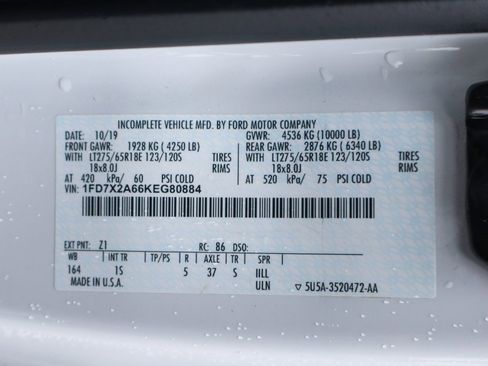 INCOMPLETE VEHICLE MFD. BY FORD MOTOR COMPANY
DATE: 10/19 GVWR: 4536 KG (10000 LB)
FRONT GAWR: 1928 KG ( 4250 LB) REAR GAWR: 2876 KG ( 6340 LB)
WITH LT275/65R18E 123/120S TIRES WITH LT275/65R18E 123/120S TIRES
18x8.0J RIMS 18x8.0J RIMS
AT 420 kPa/ 60 PSI COLD AT 520 kPa/ 75 PSI COLD
VIN: 1FD7X2A66KEG80884
EXT PNT: Z1 RC: 86 DSO:
WB INT TR TP/PS R AXLE TR SPR
164 1S 5 37 S IILL
MADE IN U.S.A. ULN ▽5U5A-3520472-AA